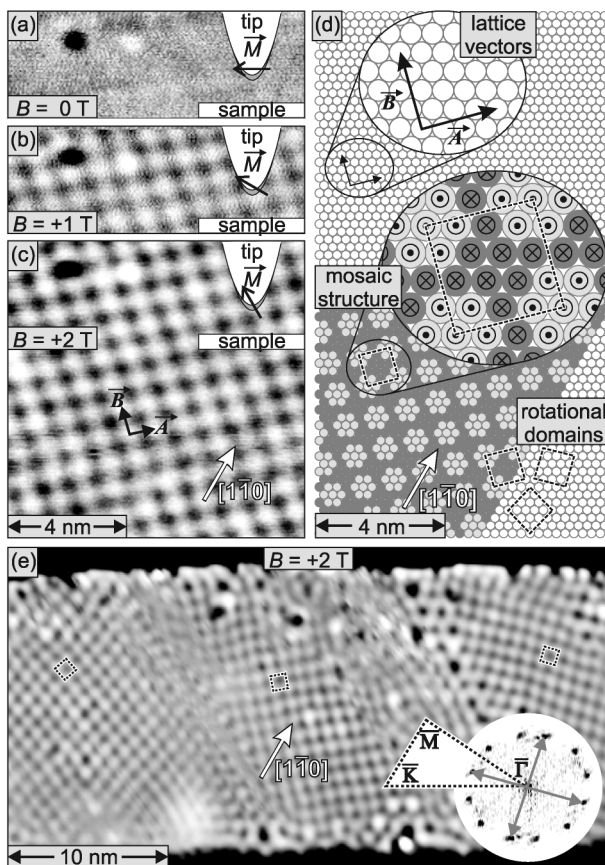 (a)
tip
M
B = 0 T
sample
(b)
tip
M
B = +1 T
sample
(c)
tip
M
B = +2 T
sample
B
A
[11̅0]
4 nm
(d)
lattice
vectors
B
A
mosaic
structure
rotational
domains
[11̅0]
4 nm
(e)
B = +2 T
[11̅0]
M̅
K̅
Γ̅
10 nm